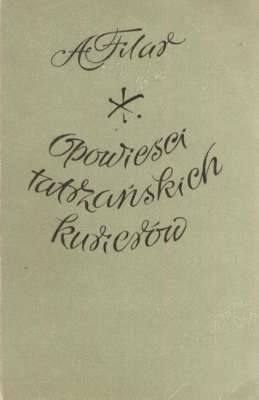 A Filar
Opowieści
tatrzańskich
kurierów